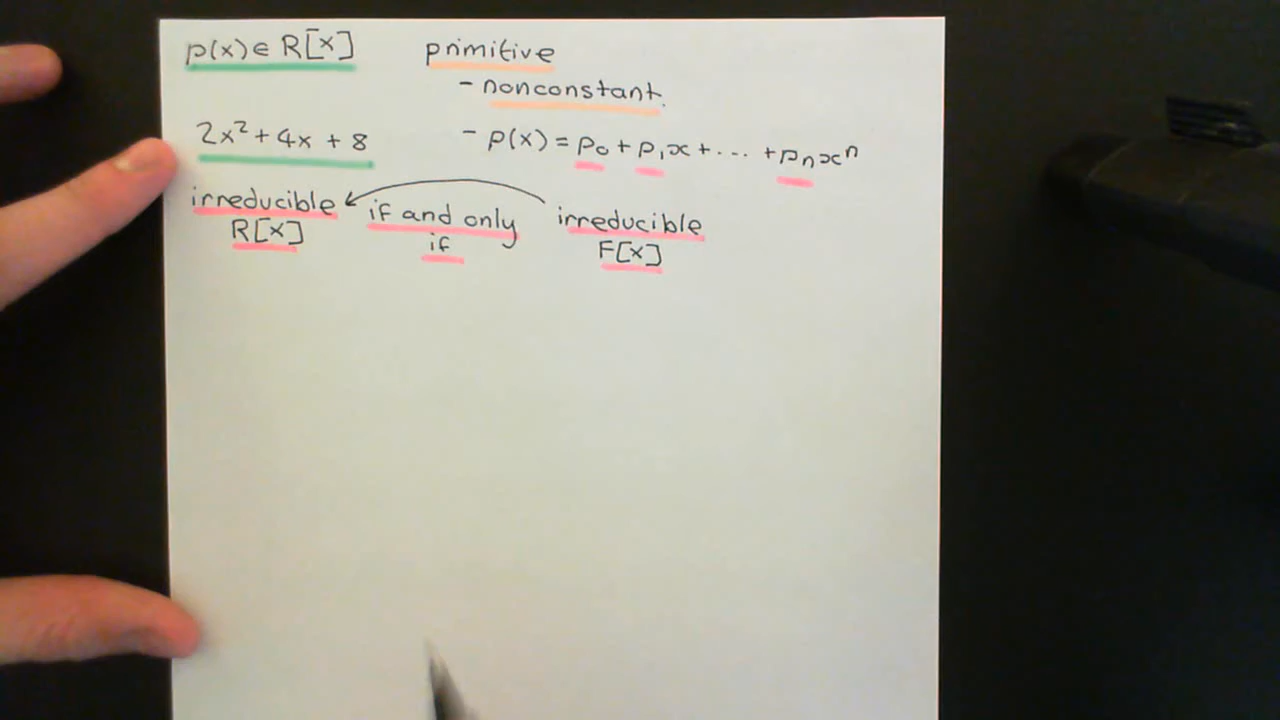 p(x) ∈ R[x]
primitive
- nonconstant.
2x² + 4x + 8
- p(x) = p₀ + p₁x + ... + pₙxⁿ
irreducible
R[x]
if and only
if
irreducible
F[x]